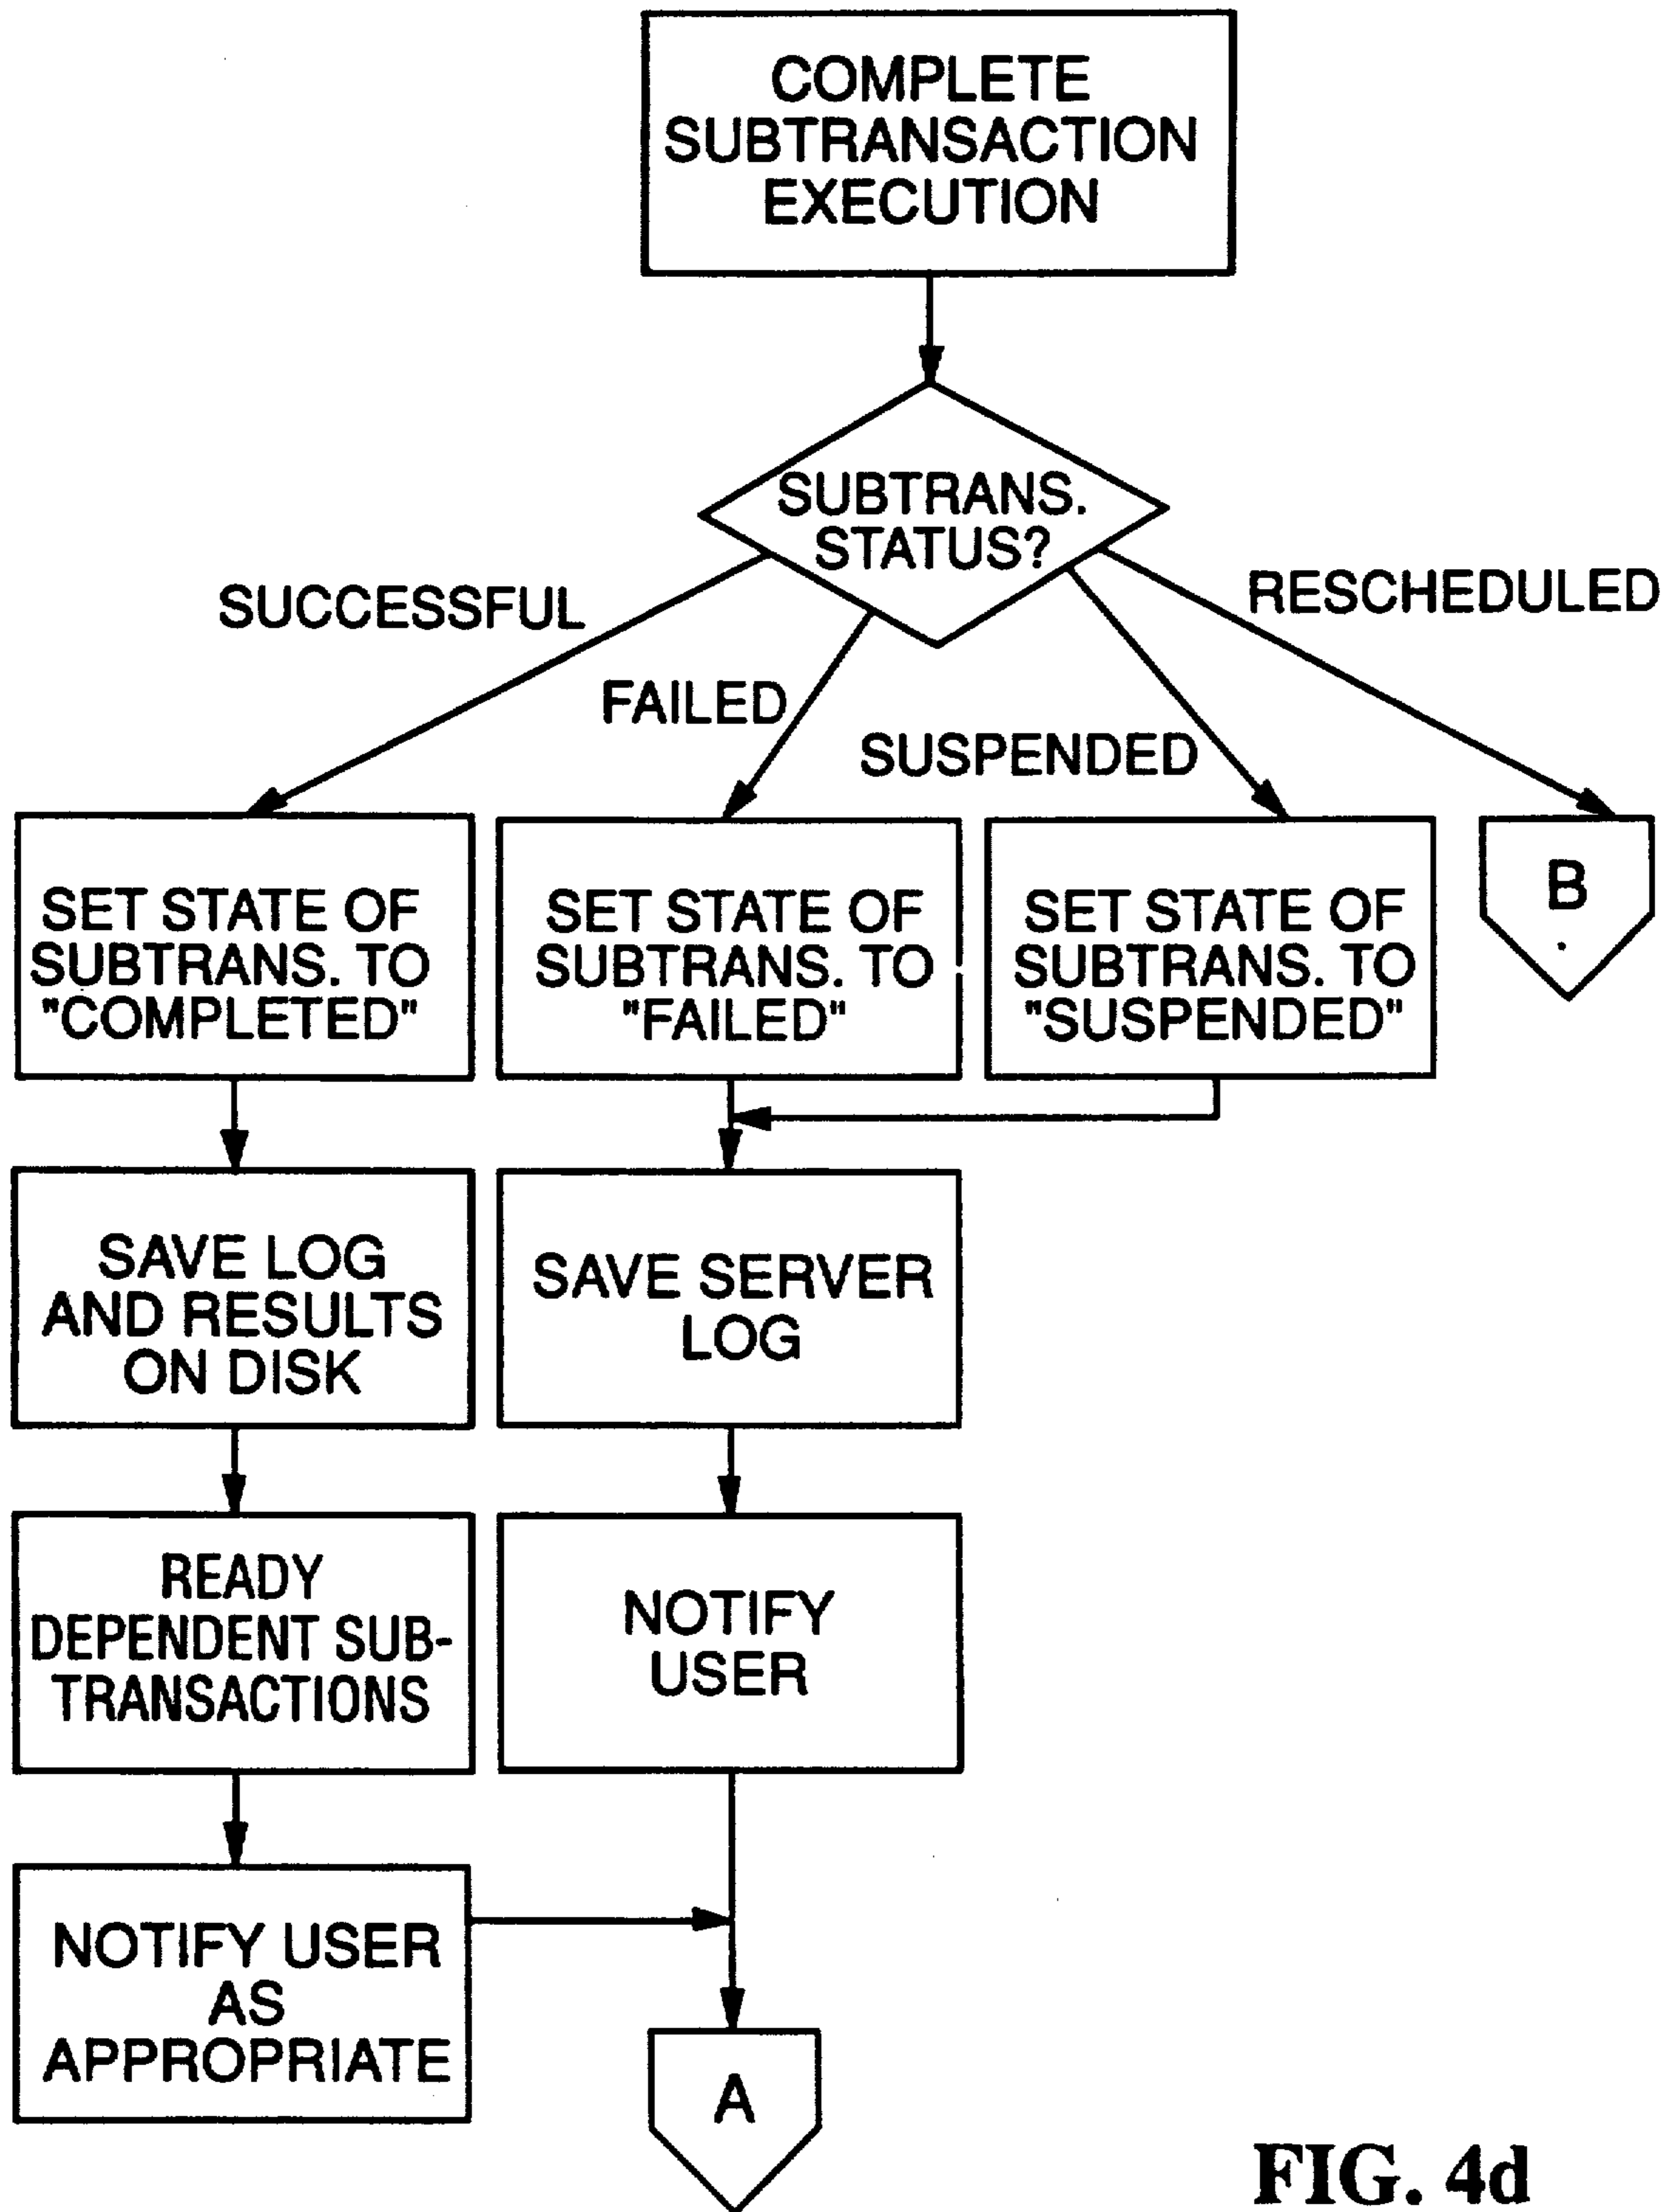 COMPLETE
SUBTRANSACTION
EXECUTION
SUBTRANS.
STATUS?
SUCCESSFUL
FAILED
SUSPENDED
RESCHEDULED
SET STATE OF
SUBTRANS. TO
"COMPLETED"
SET STATE OF
SUBTRANS. TO
"FAILED"
SET STATE OF
SUBTRANS. TO
"SUSPENDED"
B
SAVE LOG
AND RESULTS
ON DISK
SAVE SERVER
LOG
READY
DEPENDENT SUB-
TRANSACTIONS
NOTIFY
USER
NOTIFY USER
AS
APPROPRIATE
A
FIG. 4d